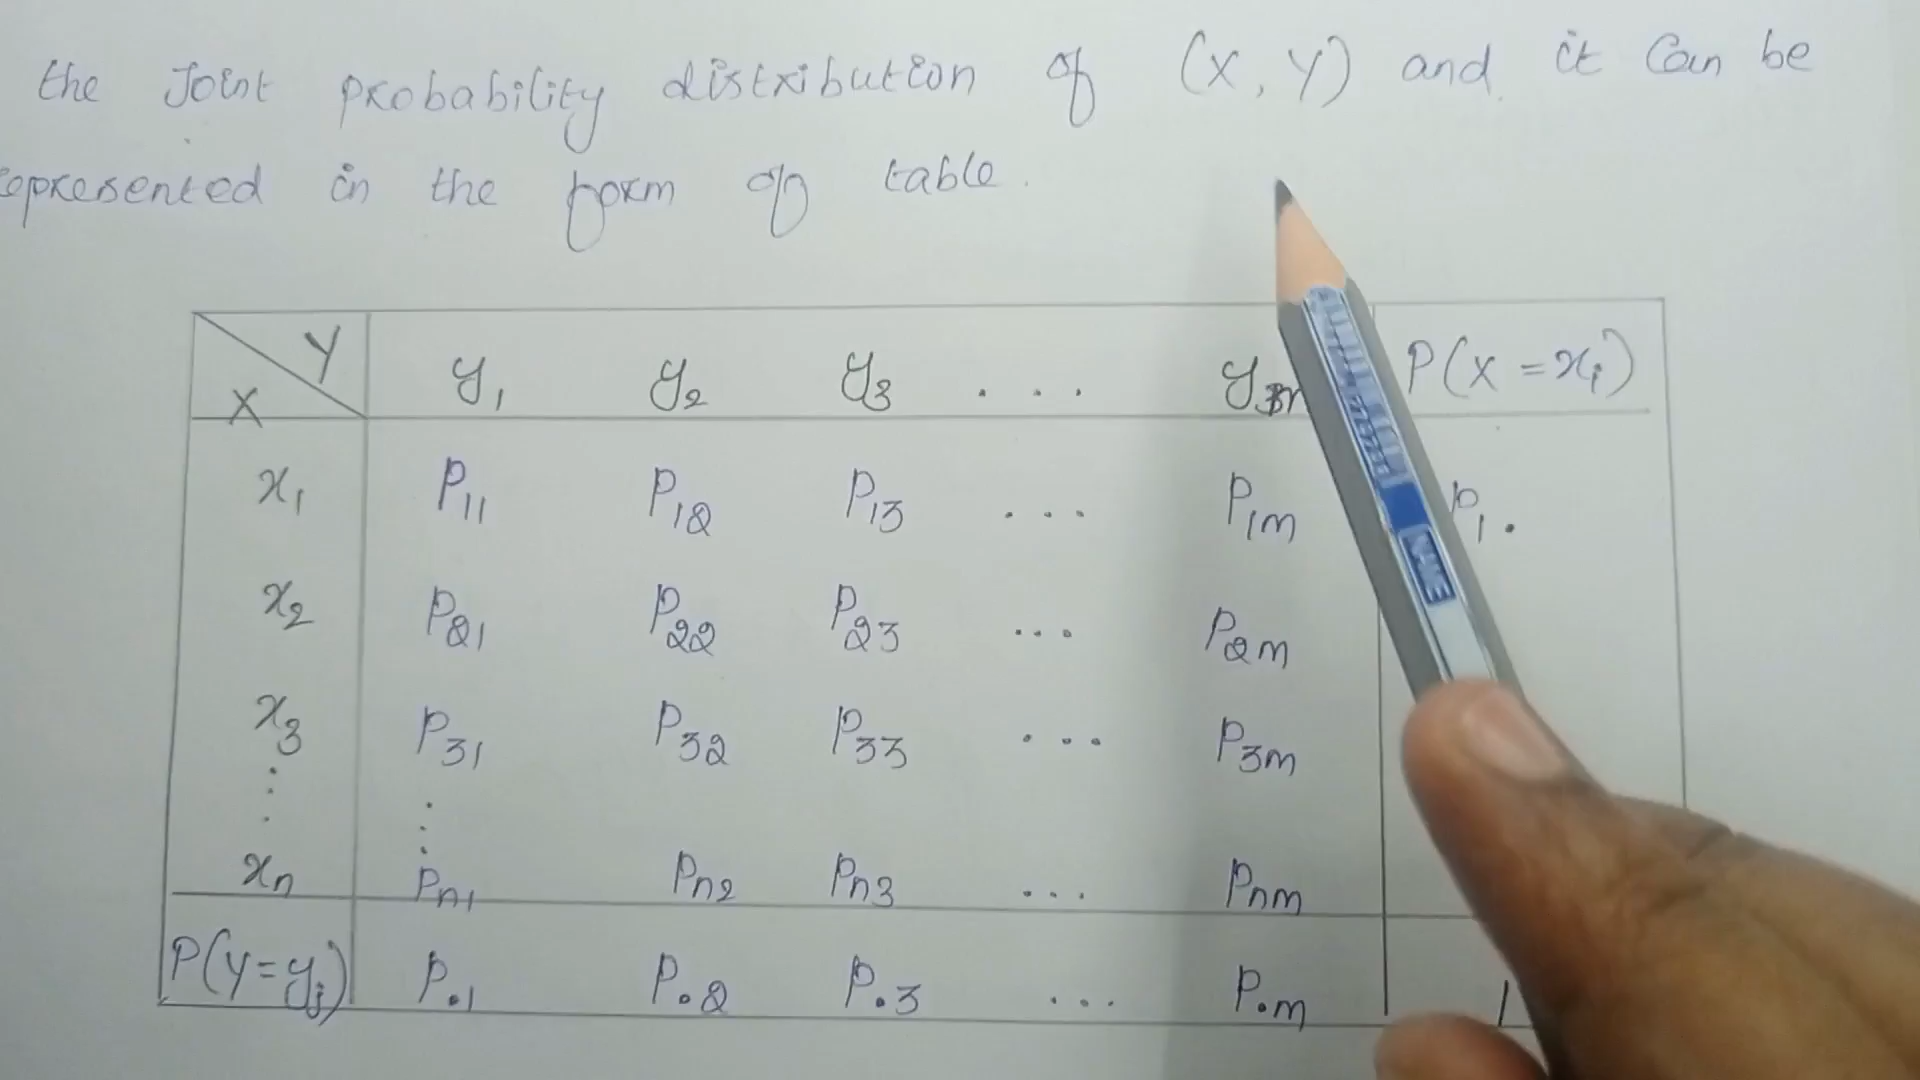 the Joint probability distribution of (X, Y) and it can be
represented in the form of table.
Y
X
y1 y2 y3 ... ym P(X = xi)
x1 P11 P12 P13 ... P1m P1.
x2 P21 P22 P23 ... P2m
x3 P31 P32 P33 ... P3m
xn Pn1 Pn2 Pn3 ... Pnm
P(Y=yj) P.1 P.2 P.3 ... P.m 1
NAME